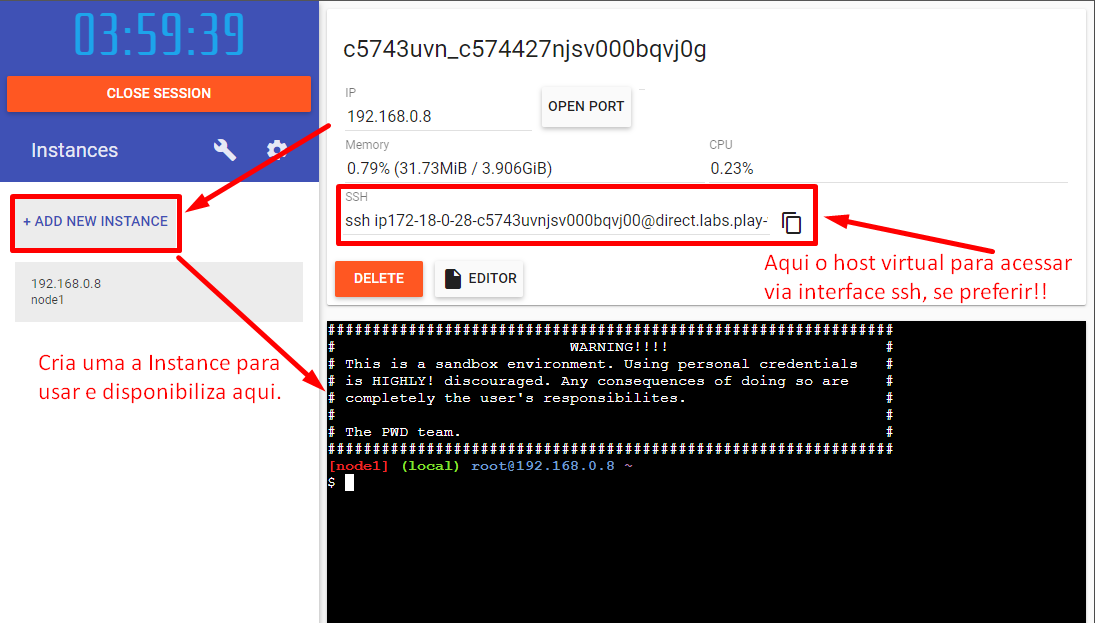 03:59:39
CLOSE SESSION
Instances
+ ADD NEW INSTANCE
192.168.0.8
node1
Cria uma a Instance para
usar e disponibiliza aqui.
c5743uvn_c574427njsv000bqvj0g
IP
192.168.0.8
OPEN PORT
Memory
0.79% (31.73MiB / 3.906GiB)
CPU
0.23%
SSH
ssh ip172-18-0-28-c5743uvnjsv000bqvj00@direct.labs.play-
DELETE
EDITOR
Aqui o host virtual para acessar
via interface ssh, se preferir!!
###############################################################
# WARNING!!!! #
# This is a sandbox environment. Using personal credentials #
# is HIGHLY! discouraged. Any consequences of doing so are #
# completely the user's responsibilites. #
# #
# The PWD team. #
###############################################################
[node1] (local) root@192.168.0.8 ~
$